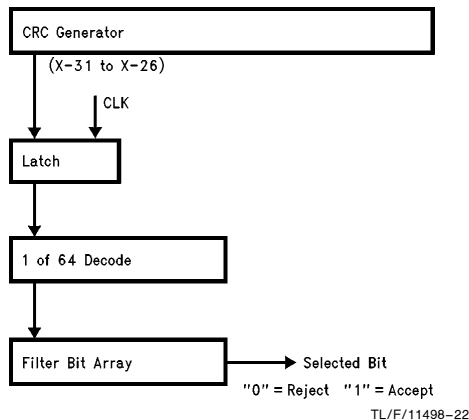 CRC Generator
(X-31 to X-26)
CLK
Latch
1 of 64 Decode
Filter Bit Array
Selected Bit
"0" = Reject "1" = Accept
TL/F/11498-22